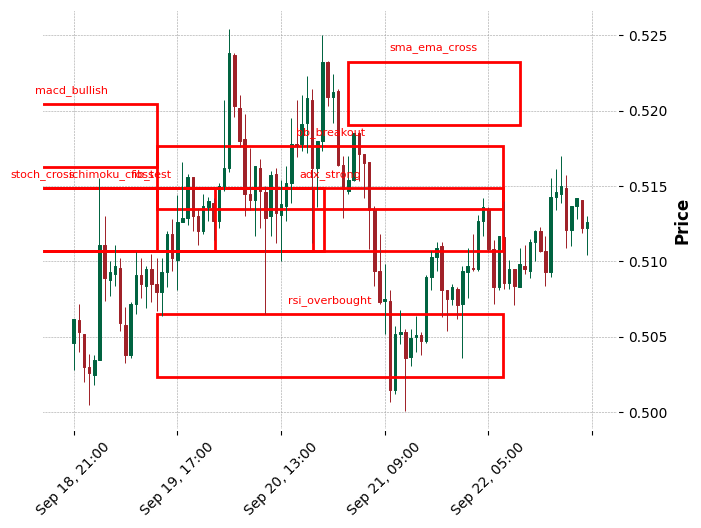 sma_ema_cross
macd_bullish
bb_breakout
stoch_cross
ichimoku_cross
fib_test
adx_strong
rsi_overbought
0.525
0.520
0.515
0.510
0.505
0.500
Price
Sep 18, 21:00
Sep 19, 17:00
Sep 20, 13:00
Sep 21, 09:00
Sep 22, 05:00